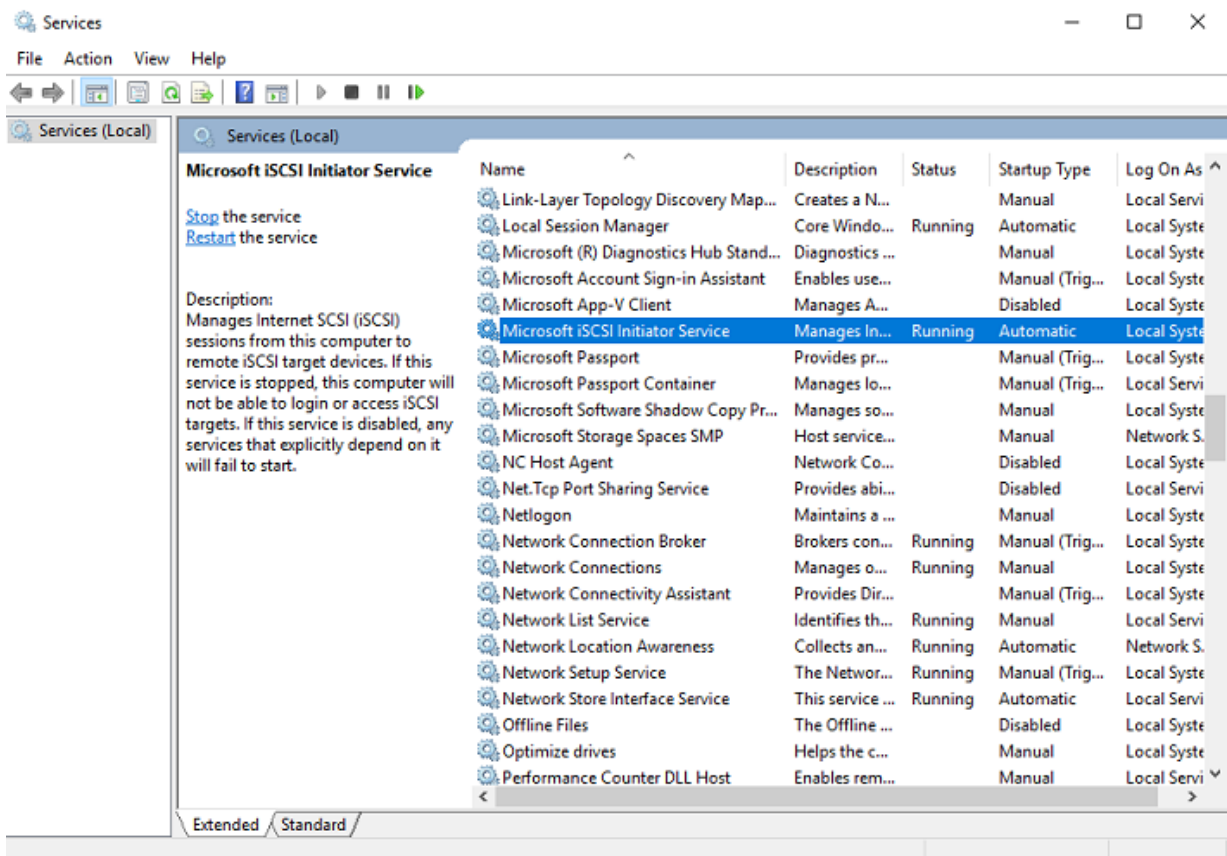 Services
File Action View Help
Services (Local)
Services (Local)
Microsoft iSCSI Initiator Service
Stop the service
Restart the service
Description:
Manages Internet SCSI (iSCSI)
sessions from this computer to
remote iSCSI target devices. If this
service is stopped, this computer will
not be able to login or access iSCSI
targets. If this service is disabled, any
services that explicitly depend on it
will fail to start.
Name Description Status Startup Type Log On As
Link-Layer Topology Discovery Map... Creates a N... Manual Local Servi
Local Session Manager Core Windo... Running Automatic Local Syste
Microsoft (R) Diagnostics Hub Stand... Diagnostics ... Manual Local Syste
Microsoft Account Sign-in Assistant Enables use... Manual (Trig... Local Syste
Microsoft App-V Client Manages A... Disabled Local Syste
Microsoft iSCSI Initiator Service Manages In... Running Automatic Local Syste
Microsoft Passport Provides pr... Manual (Trig... Local Syste
Microsoft Passport Container Manages lo... Manual (Trig... Local Servi
Microsoft Software Shadow Copy Pr... Manages so... Manual Local Syste
Microsoft Storage Spaces SMP Host service... Manual Network S.
NC Host Agent Network Co... Disabled Local Syste
Net.Tcp Port Sharing Service Provides abi... Disabled Local Servi
Netlogon Maintains a ... Manual Local Syste
Network Connection Broker Brokers con... Running Manual (Trig... Local Syste
Network Connections Manages o... Running Manual Local Syste
Network Connectivity Assistant Provides Dir... Manual (Trig... Local Syste
Network List Service Identifies th... Running Manual Local Servi
Network Location Awareness Collects an... Running Automatic Network S.
Network Setup Service The Networ... Running Manual (Trig... Local Syste
Network Store Interface Service This service ... Running Automatic Local Servi
Offline Files The Offline ... Disabled Local Syste
Optimize drives Helps the c... Manual Local Syste
Performance Counter DLL Host Enables rem... Manual Local Servi
Extended Standard